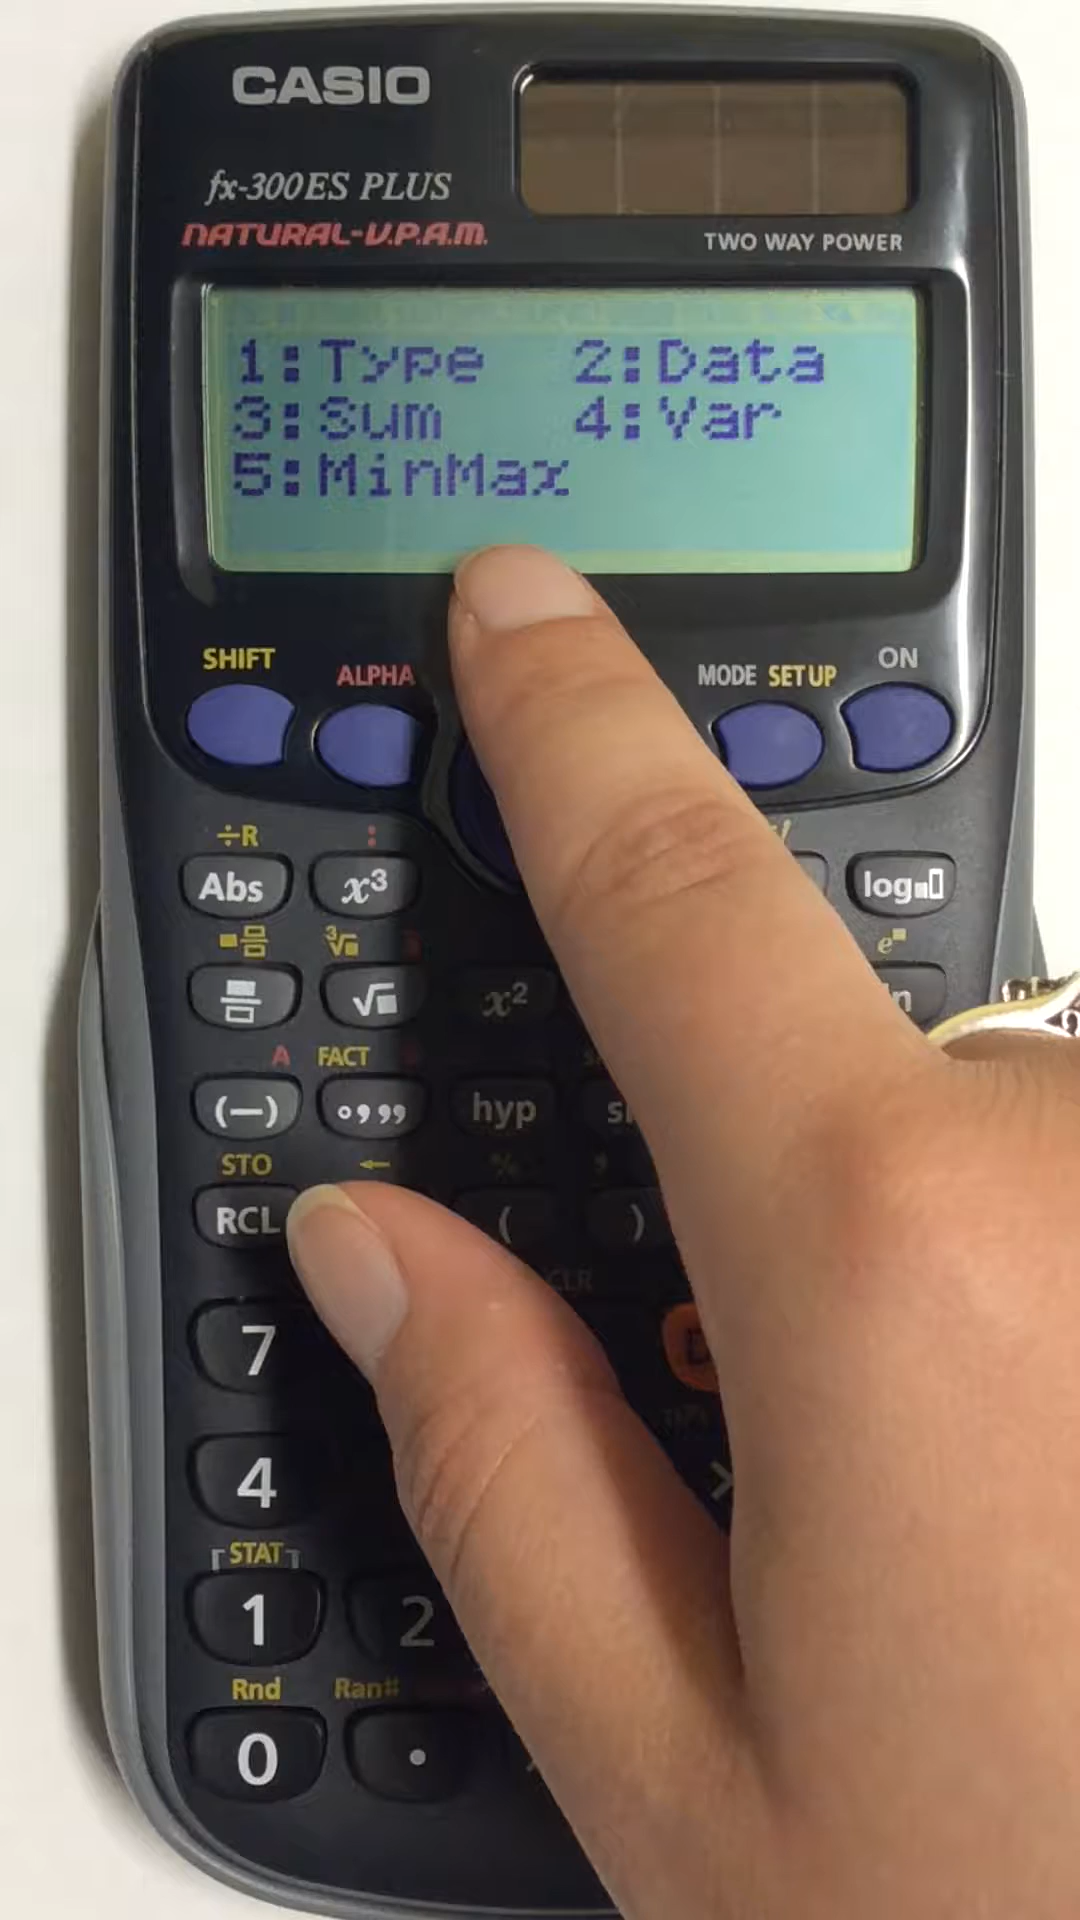 CASIO
fx-300ES PLUS
NATURAL-V.P.A.M.
TWO WAY POWER
1:Type 2:Data
3:Sum 4:Var
5:MinMax
SHIFT ALPHA MODE SETUP ON
÷R :
Abs x³ log
∛ e
√ x²
A FACT
(—) °,,, hyp
STO ← %  ,
RCL ( )
CLR
7
4
STAT
1 2
Rnd Ran#
0 .